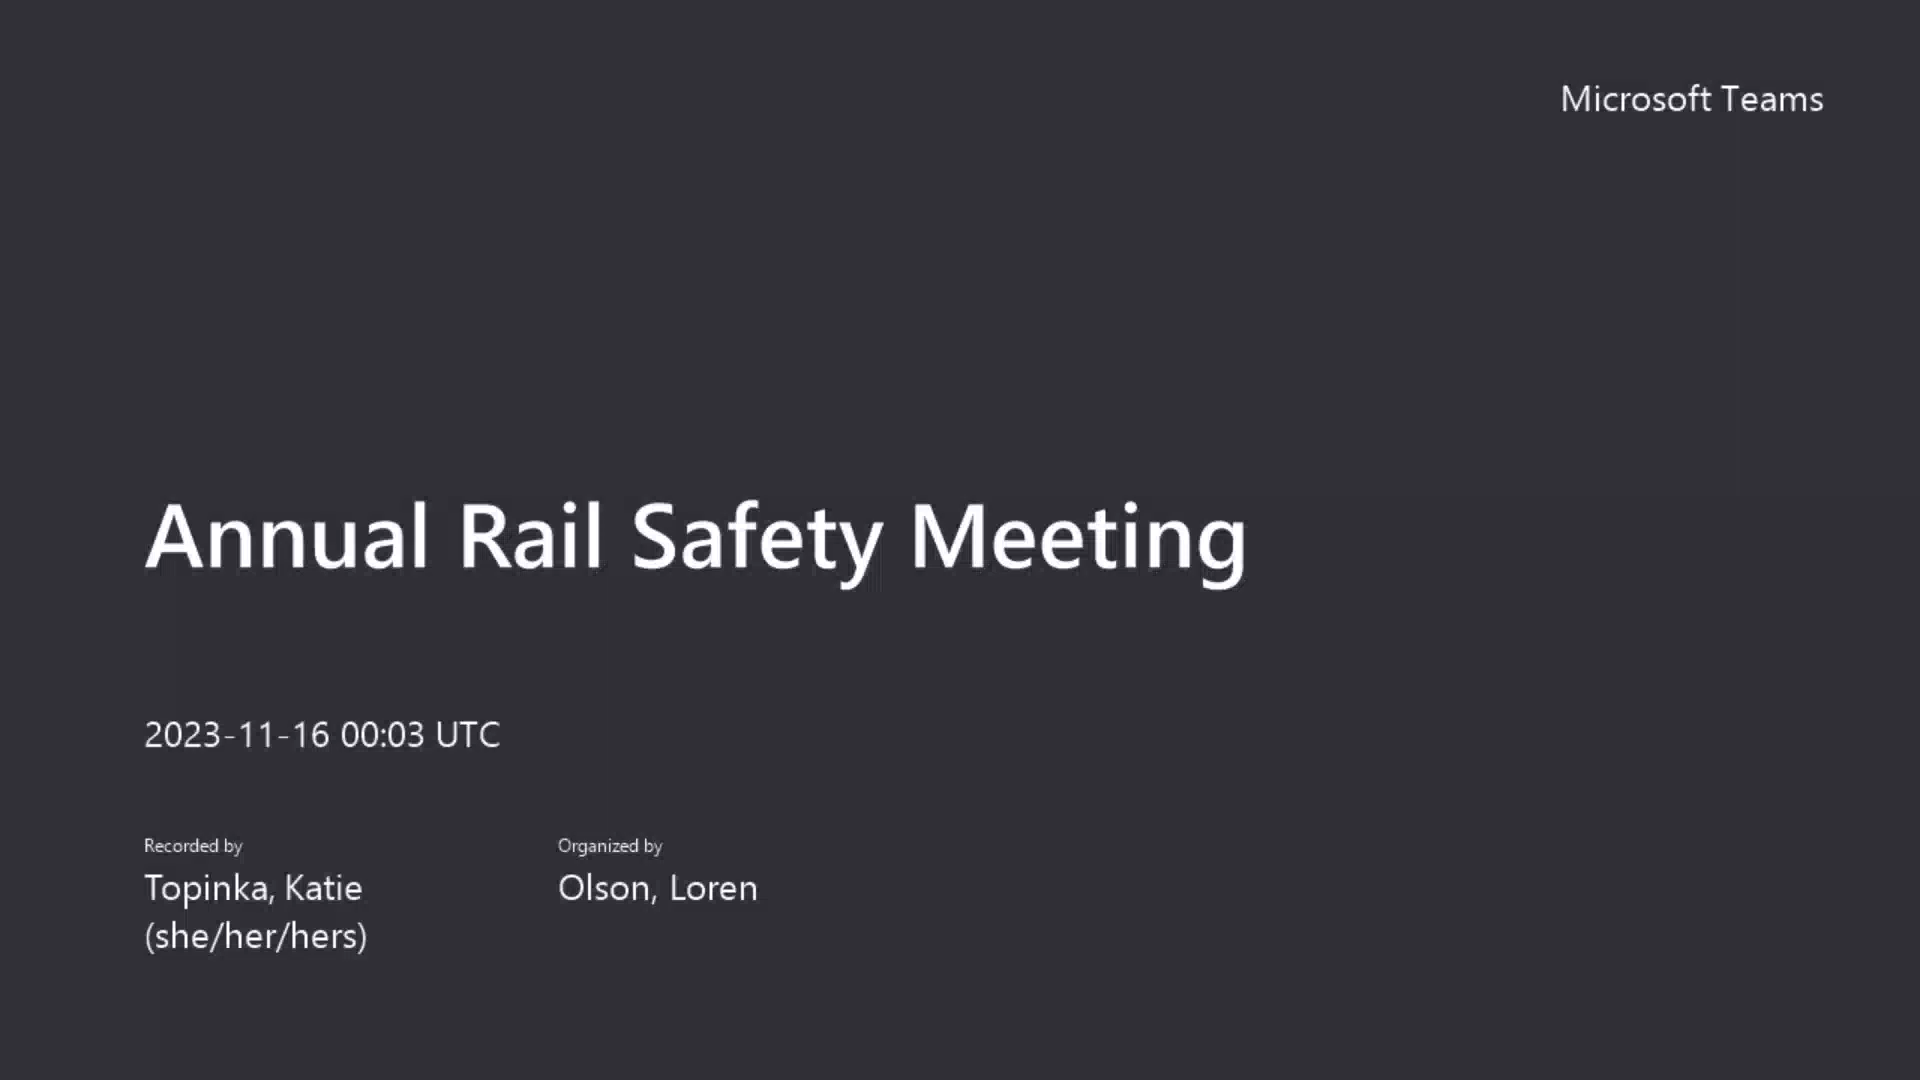 Microsoft Teams
Annual Rail Safety Meeting
2023-11-16 00:03 UTC
Recorded by
Topinka, Katie
(she/her/hers)
Organized by
Olson, Loren